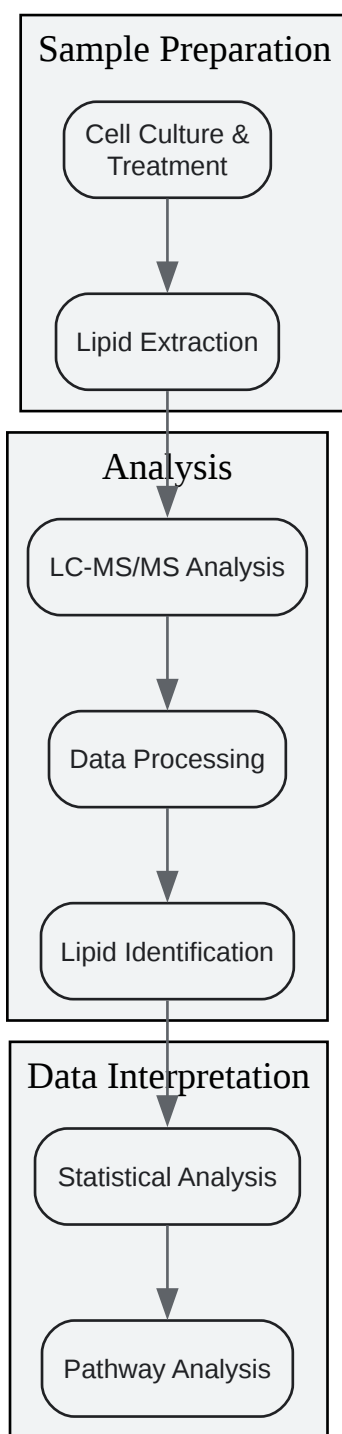 Sample Preparation
Cell Culture &
Treatment
Lipid Extraction
Analysis
LC-MS/MS Analysis
Data Processing
Lipid Identification
Data Interpretation
Statistical Analysis
Pathway Analysis